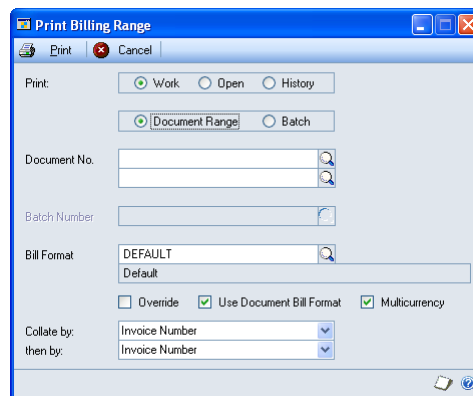 Print Billing Range
Print Cancel
Print: Work Open History
Document Range Batch
Document No.
Batch Number
Bill Format DEFAULT
Default
Override Use Document Bill Format Multicurrency
Collate by: Invoice Number
then by: Invoice Number